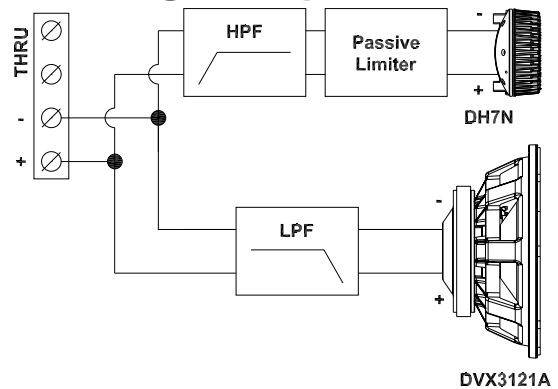 THRU
-
+
HPF
Passive
Limiter
-
+
DH7N
LPF
-
+
DVX3121A